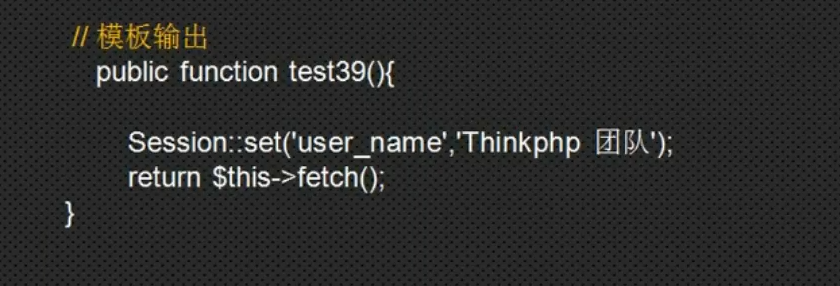 // 模板输出
public function test39(){
Session::set('user_name','Thinkphp 团队');
return $this->fetch();
}